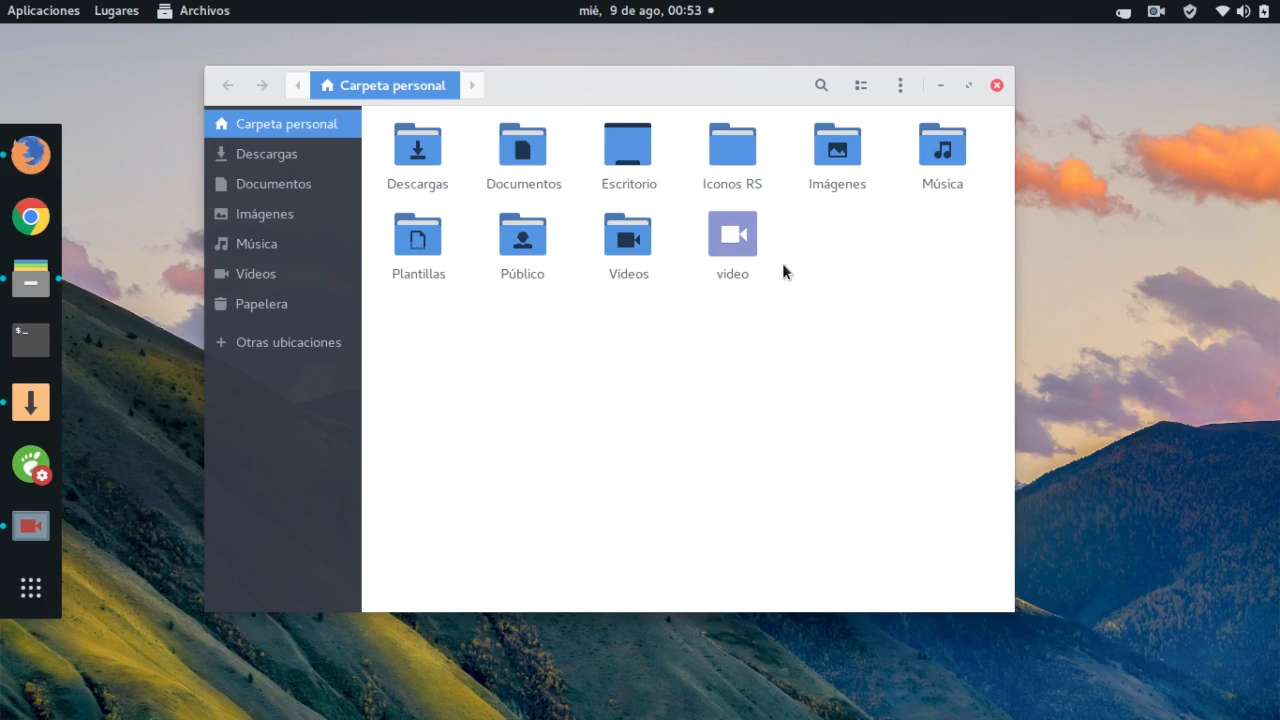 Aplicaciones Lugares Archivos mié, 9 de ago, 00:53
Carpeta personal
Carpeta personal
Descargas
Documentos
Imágenes
Música
Vídeos
Papelera
Otras ubicaciones
Descargas Documentos Escritorio Iconos RS Imágenes Música
Plantillas Público Vídeos video
$_